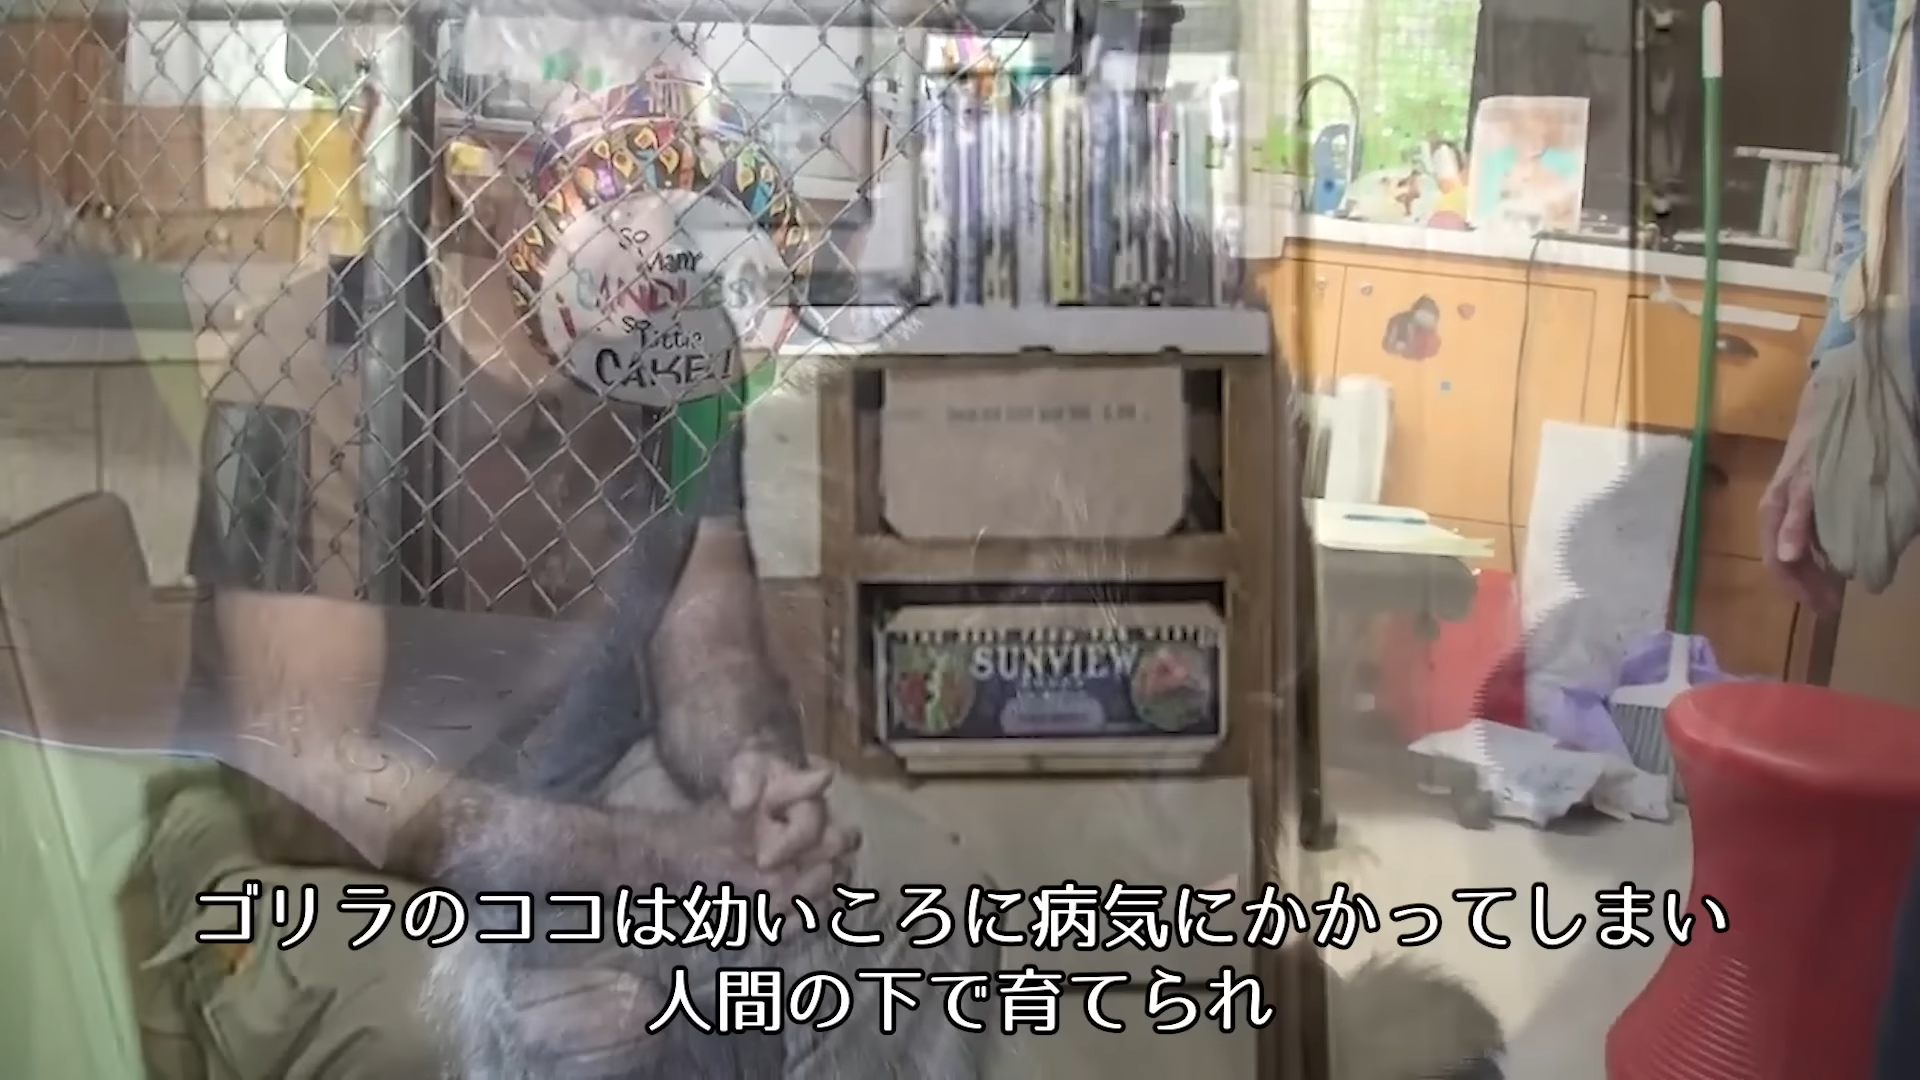 So
Many
CANDLES
so
Little
CAKE!
SUNVIEW
ゴリラのココは幼いころに病気にかかってしまい
人間の下で育てられ